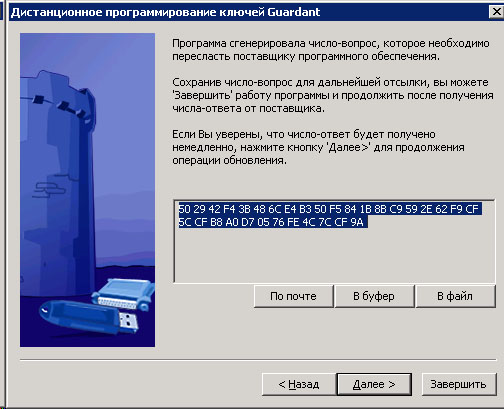 Дистанционное программирование ключей Guardant
Программа сгенерировала число-вопрос, которое необходимо
переслать поставщику программного обеспечения.
Сохранив число-вопрос для дальнейшей отсылки, вы можете
'Завершить' работу программы и продолжить после получения
числа-ответа от поставщика.
Если Вы уверены, что число-ответ будет получено
немедленно, нажмите кнопку 'Далее>' для продолжения
операции обновления.
50 29 42 F4 3B 48 6C E4 B3 50 F5 84 1B 8B C9 59 2E 62 F9 CF
5C CF B8 A0 D7 05 76 FE 4C 7C CF 9A
По почте В буфер В файл
< Назад Далее > Завершить